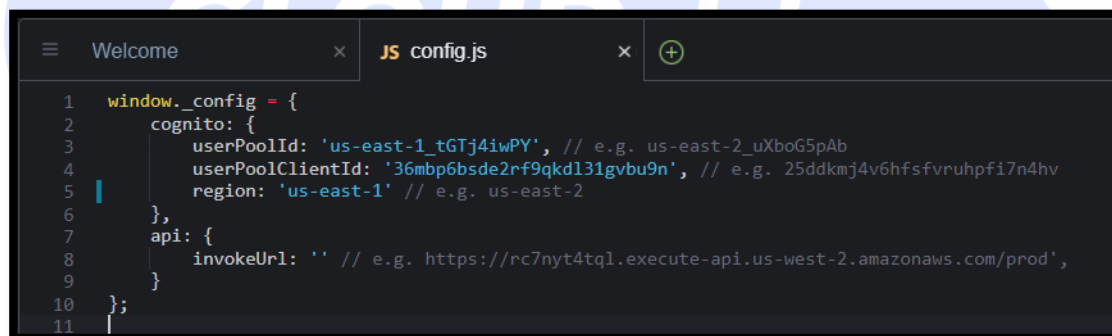 Welcome × JS config.js ×
1 window._config = {
2 cognito: {
3 userPoolId: 'us-east-1_tGTj4iwPY', // e.g. us-east-2_uXboG5pAb
4 userPoolClientId: '36mbp6bsde2rf9qkdl31gvbu9n', // e.g. 25ddkmj4v6hfsfvruhpfi7n4hv
5 region: 'us-east-1' // e.g. us-east-2
6 },
7 api: {
8 invokeUrl: '' // e.g. https://rc7nyt4tql.execute-api.us-west-2.amazonaws.com/prod',
9 }
10 };
11